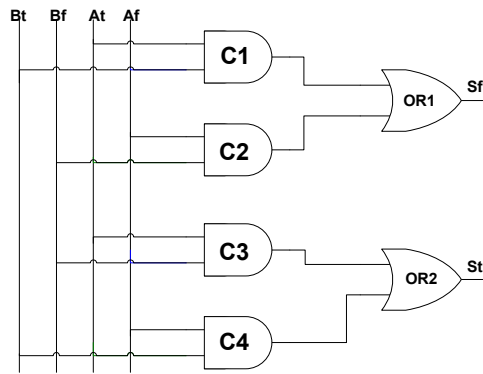 Bt Bf At Af
C1
OR1
Sf
C2
C3
OR2
St
C4